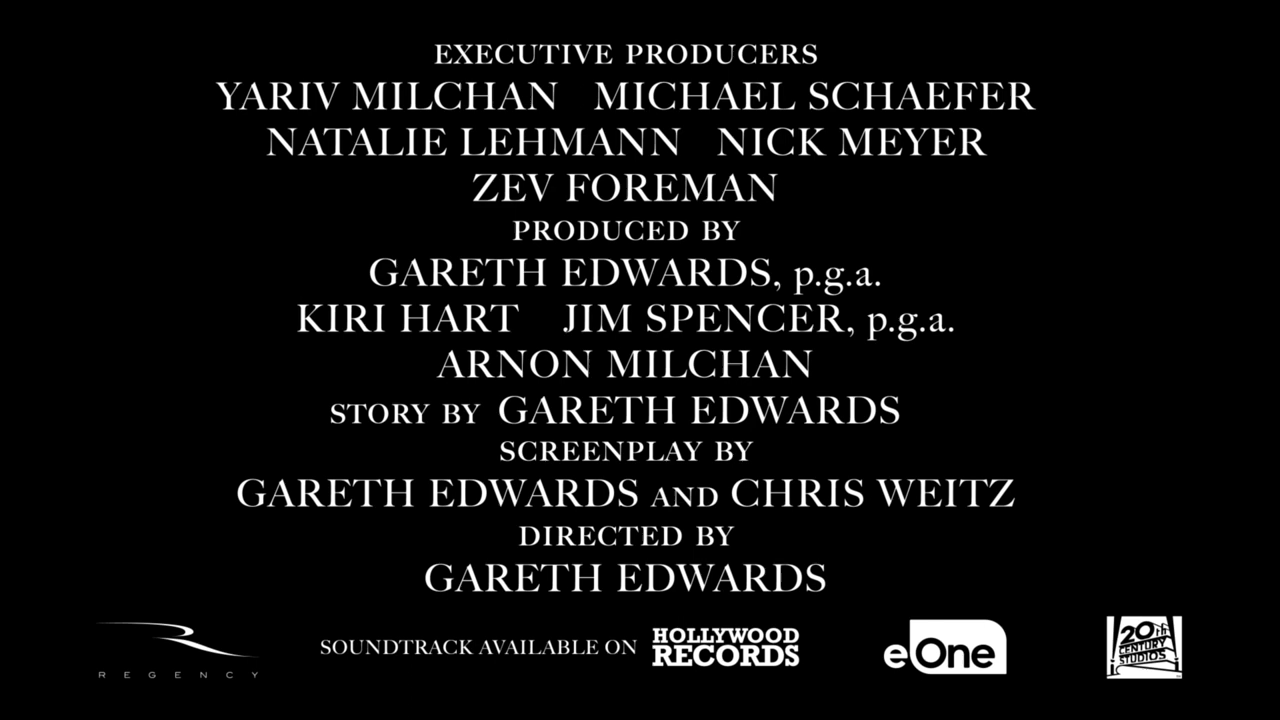 EXECUTIVE PRODUCERS
YARIV MILCHAN MICHAEL SCHAEFER
NATALIE LEHMANN NICK MEYER
ZEV FOREMAN
PRODUCED BY
GARETH EDWARDS, p.g.a.
KIRI HART JIM SPENCER, p.g.a.
ARNON MILCHAN
STORY BY GARETH EDWARDS
SCREENPLAY BY
GARETH EDWARDS AND CHRIS WEITZ
DIRECTED BY
GARETH EDWARDS
REGENCY
SOUNDTRACK AVAILABLE ON HOLLYWOOD RECORDS
eOne
20th CENTURY STUDIOS